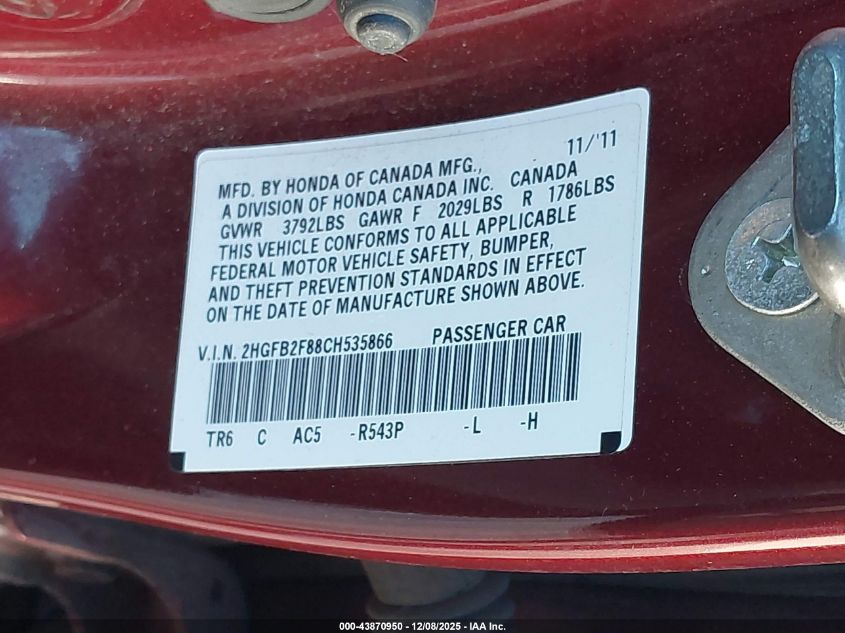 11/'11
MFD. BY HONDA OF CANADA MFG.,
A DIVISION OF HONDA CANADA INC. CANADA
GVWR 3792LBS GAWR F 2029LBS R 1786LBS
THIS VEHICLE CONFORMS TO ALL APPLICABLE
FEDERAL MOTOR VEHICLE SAFETY, BUMPER,
AND THEFT PREVENTION STANDARDS IN EFFECT
ON THE DATE OF MANUFACTURE SHOWN ABOVE.
V.I.N. 2HGFB2F88CH535866 PASSENGER CAR
TR6 C AC5 -R543P -L -H
000-43870950 - 12/08/2025 - IAA Inc.